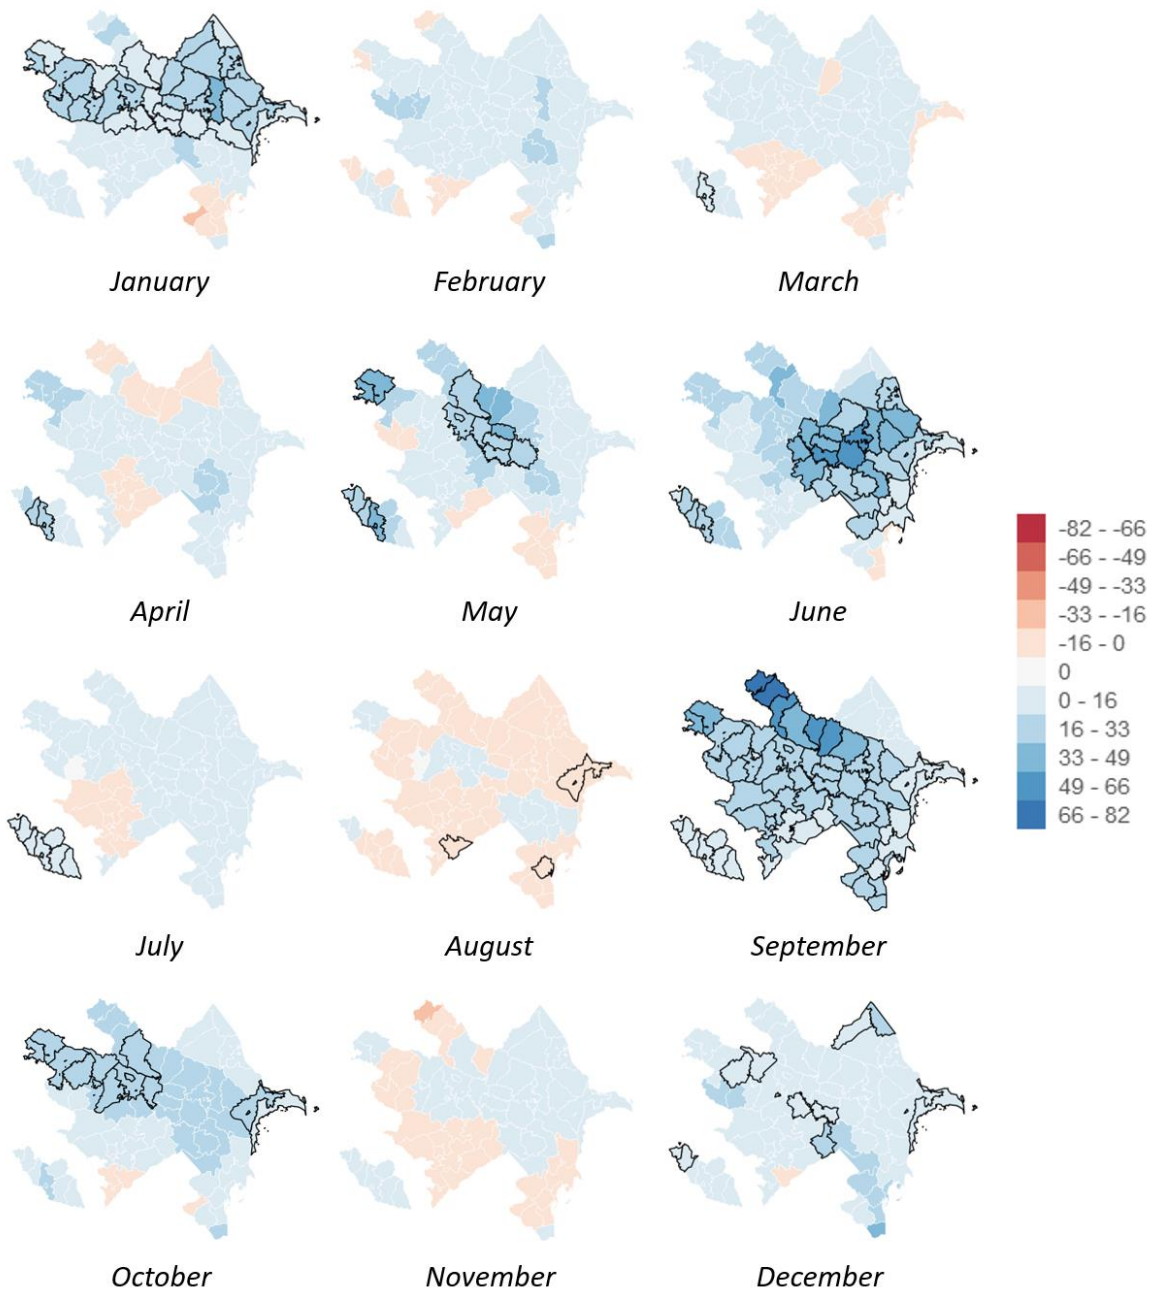 January
February
March
April
May
June
-82 - -66
-66 - -49
-49 - -33
-33 - -16
-16 - 0
0
0 - 16
16 - 33
33 - 49
49 - 66
66 - 82
July
August
September
October
November
December